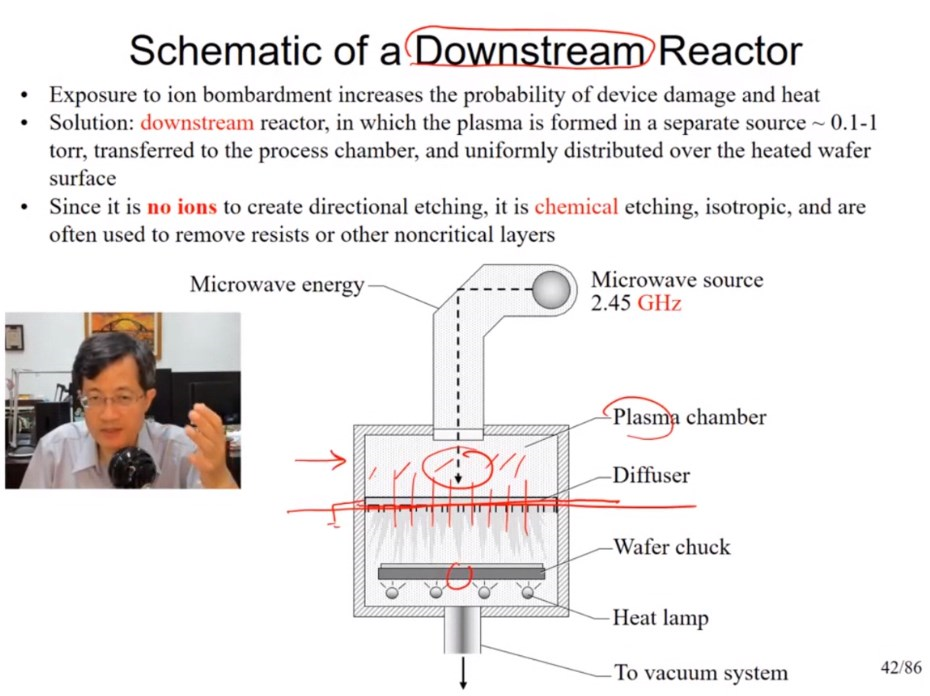 Schematic of a Downstream Reactor
• Exposure to ion bombardment increases the probability of device damage and heat
• Solution: downstream reactor, in which the plasma is formed in a separate source ~ 0.1-1
torr, transferred to the process chamber, and uniformly distributed over the heated wafer
surface
• Since it is no ions to create directional etching, it is chemical etching, isotropic, and are
often used to remove resists or other noncritical layers
Microwave energy
Microwave source
2.45 GHz
Plasma chamber
Diffuser
Wafer chuck
Heat lamp
To vacuum system
42/86